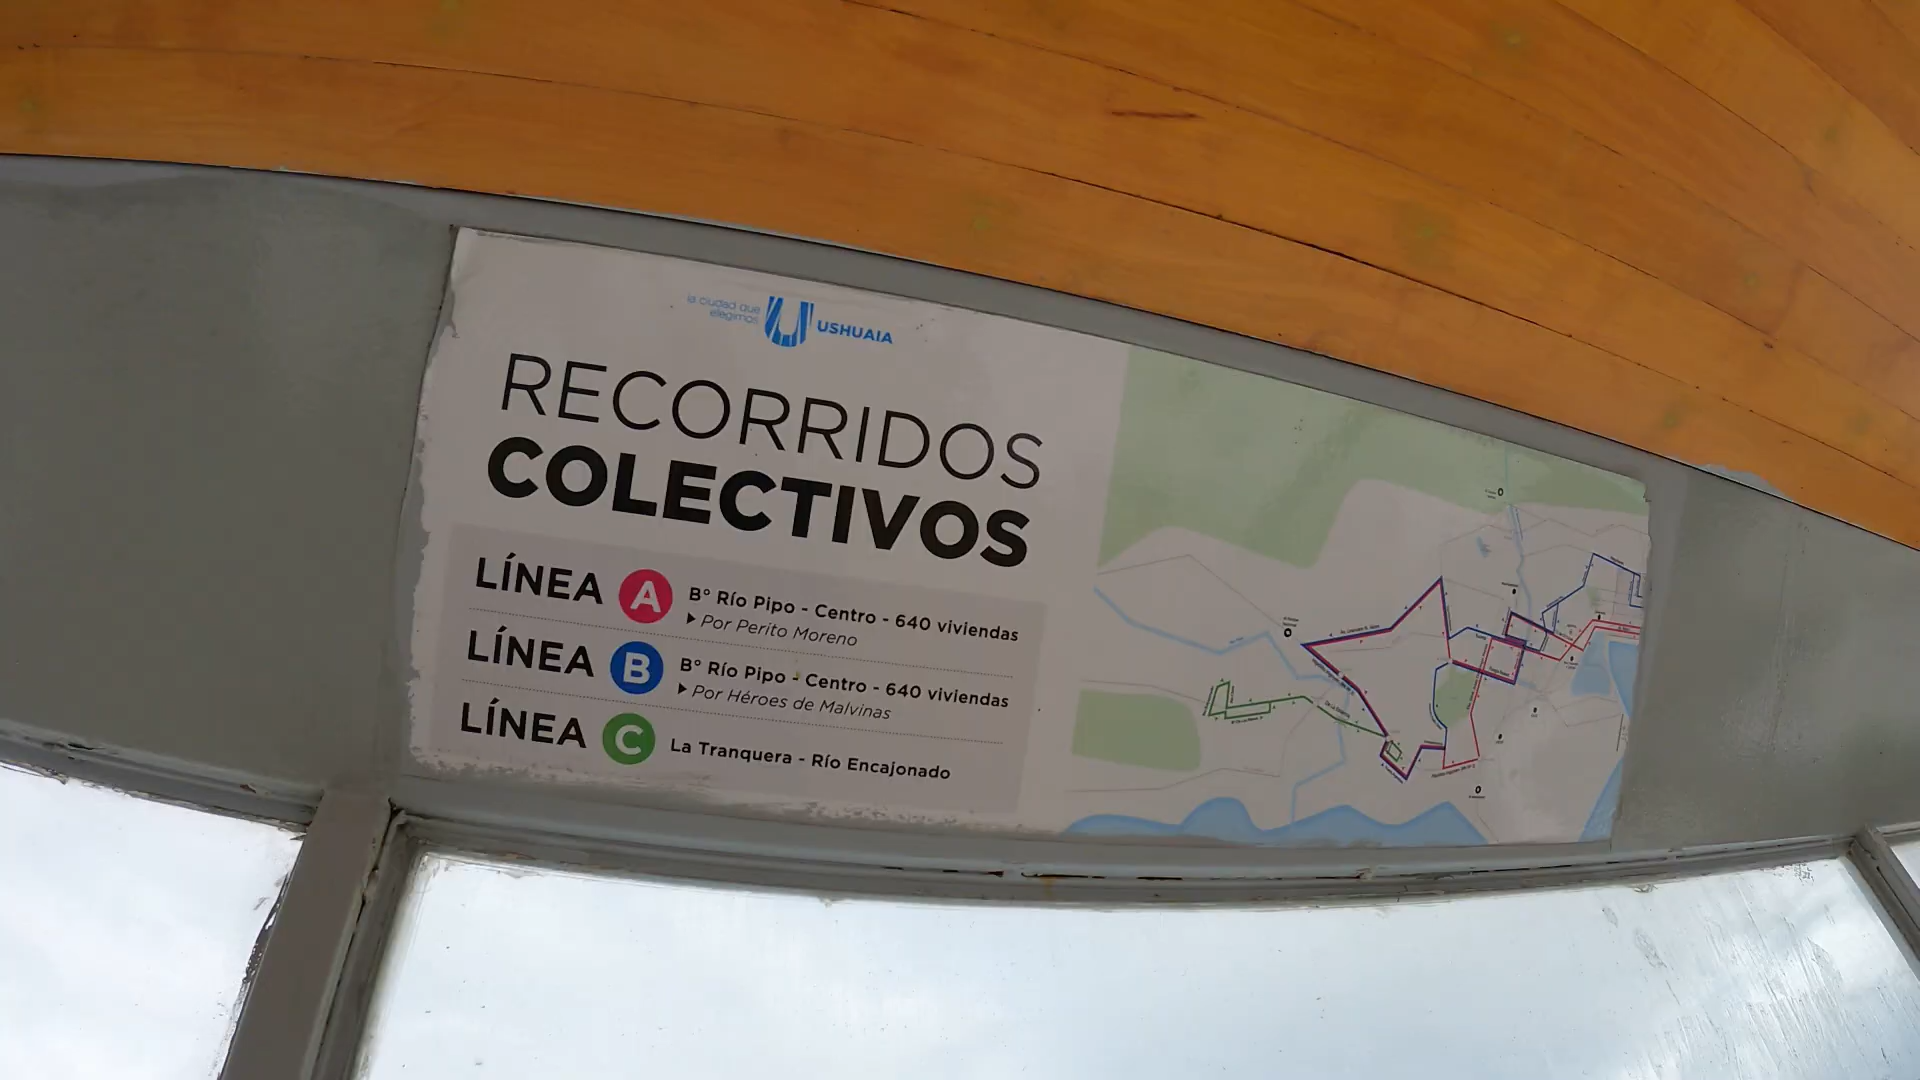 la ciudad que
elegimos
USHUAIA
RECORRIDOS
COLECTIVOS
LÍNEA A B° Río Pipo - Centro - 640 viviendas
Por Perito Moreno
LÍNEA B B° Río Pipo - Centro - 640 viviendas
Por Héroes de Malvinas
LÍNEA C La Tranquera - Río Encajonado